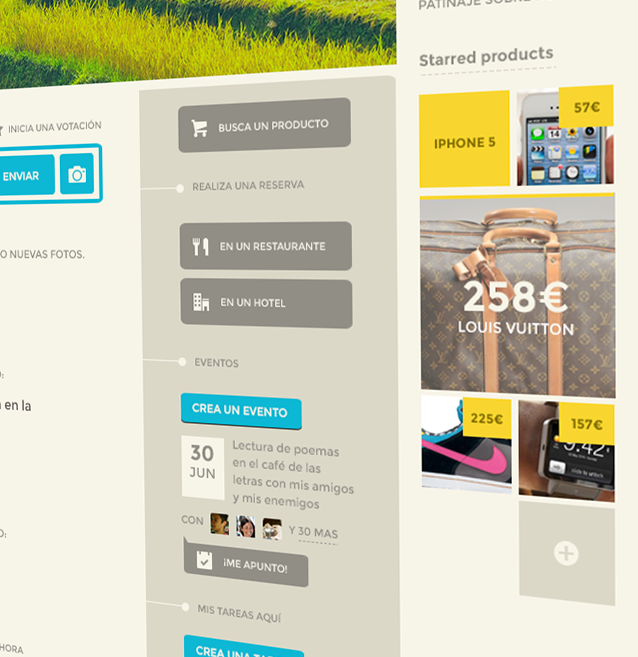 INICIA UNA VOTACIÓN
ENVIAR
O NUEVAS FOTOS.
en la
AHORA
BUSCA UN PRODUCTO
REALIZA UNA RESERVA
EN UN RESTAURANTE
EN UN HOTEL
EVENTOS
CREA UN EVENTO
30
JUN
Lectura de poemas
en el café de las
letras con mis amigos
y mis enemigos
CON
Y 30 MAS
¡ME APUNTO!
MIS TAREAS AQUÍ
CREA UNA
PATINAJE SOBRE
Starred products
IPHONE 5
57€
258€
LOUIS VUITTON
225€
157€
9:42